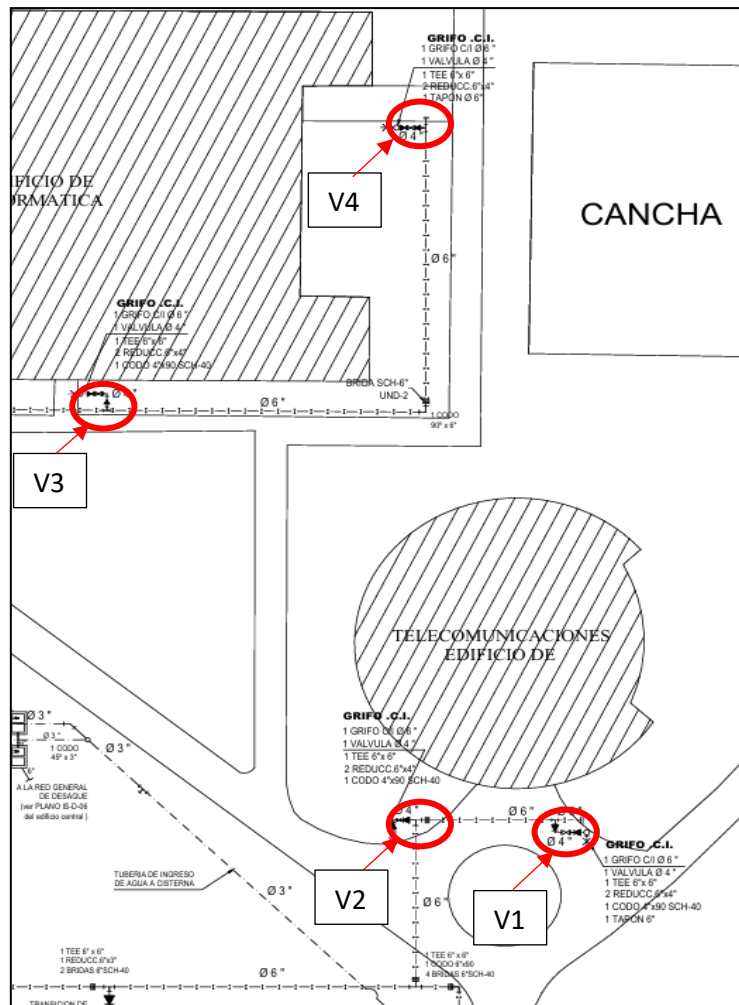 GRIFO .C.I.
1 GRIFO C/I Ø 6 "
1 VALVULA Ø 4 "
1 TEE 6"x 6"
2 REDUCC.6"x4"
1 TAPON Ø 6"
Ø 4"
V4
CANCHA
EDIFICIO DE
ORMATICA
Ø 6 "
GRIFO .C.I.
1 GRIFO C/I Ø 6 "
1 VALVULA Ø 4 "
1 TEE 6"x 6"
2 REDUCC.6"x4"
1 CODO 4"x90 SCH-40
Ø 4 "
Ø 6 "
BRIDA SCH-6"
UND-2
1 CODO
90° x 6"
V3
TELECOMUNICACIONES
EDIFICIO DE
GRIFO .C.I.
1 GRIFO C/I Ø 6 "
1 VALVULA Ø 4 "
1 TEE 6"x 6"
2 REDUCC.6"x4"
1 CODO 4"x90 SCH-40
Ø 3 "
Ø 3 "
Ø 3 "
1 CODO
45° x 3"
6"
A LA RED GENERAL
DE DESAGUE
(ver PLANO IS-D-06
del edificio central )
Ø 4 "
Ø 6 "
Ø 4 "
GRIFO .C.I.
1 GRIFO C/I Ø 6 "
1 VALVULA Ø 4 "
1 TEE 6"x 6"
2 REDUCC.6"x4"
1 CODO 4"x90 SCH-40
1 TAPON 6"
TUBERIA DE INGRESO
DE AGUA A CISTERNA
Ø 3 "
V2
Ø 6 "
V1
1 TEE 6" x 6"
1 REDUCC.6"x3"
2 BRIDAS 6"SCH-40
Ø 6 "
1 TEE 6" x 6"
1 CODO 6"x90
4 BRIDAS 6"SCH-40
TRANSICION DE